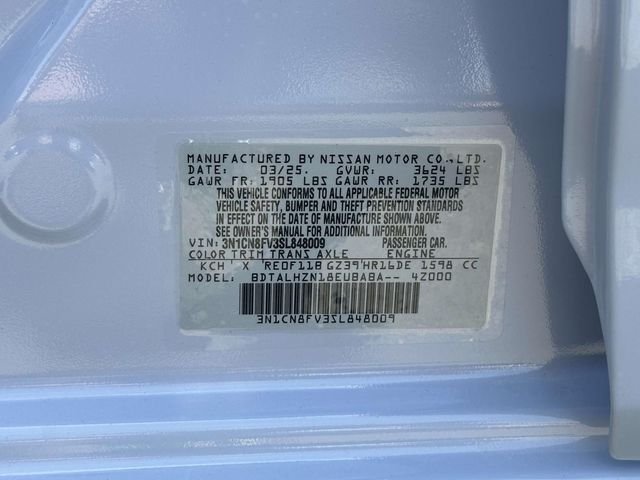 MANUFACTURED BY NISSAN MOTOR CO.,LTD.
DATE: 03/25. GVWR: 3624 LBS
GAWR FR: 1905 LBS GAWR RR: 1735 LBS
THIS VEHICLE CONFORMS TO ALL APPLICABLE FEDERAL MOTOR
VEHICLE SAFETY, BUMPER AND THEFT PREVENTION STANDARDS
IN EFFECT ON THE DATE OF MANUFACTURE SHOWN ABOVE.
SEE OWNER'S MANUAL FOR ADDITIONAL INFORMATION
VIN: 3N1CN8FV3SL848009 PASSENGER CAR.
COLOR TRIM TRANS AXLE ENGINE
KCH' X 'RE0F11B GZ39'HR16DE 1598 CC
MODEL: BDTALHZN18EUBABA-- 4Z000
3N1CN8FV3SL848009